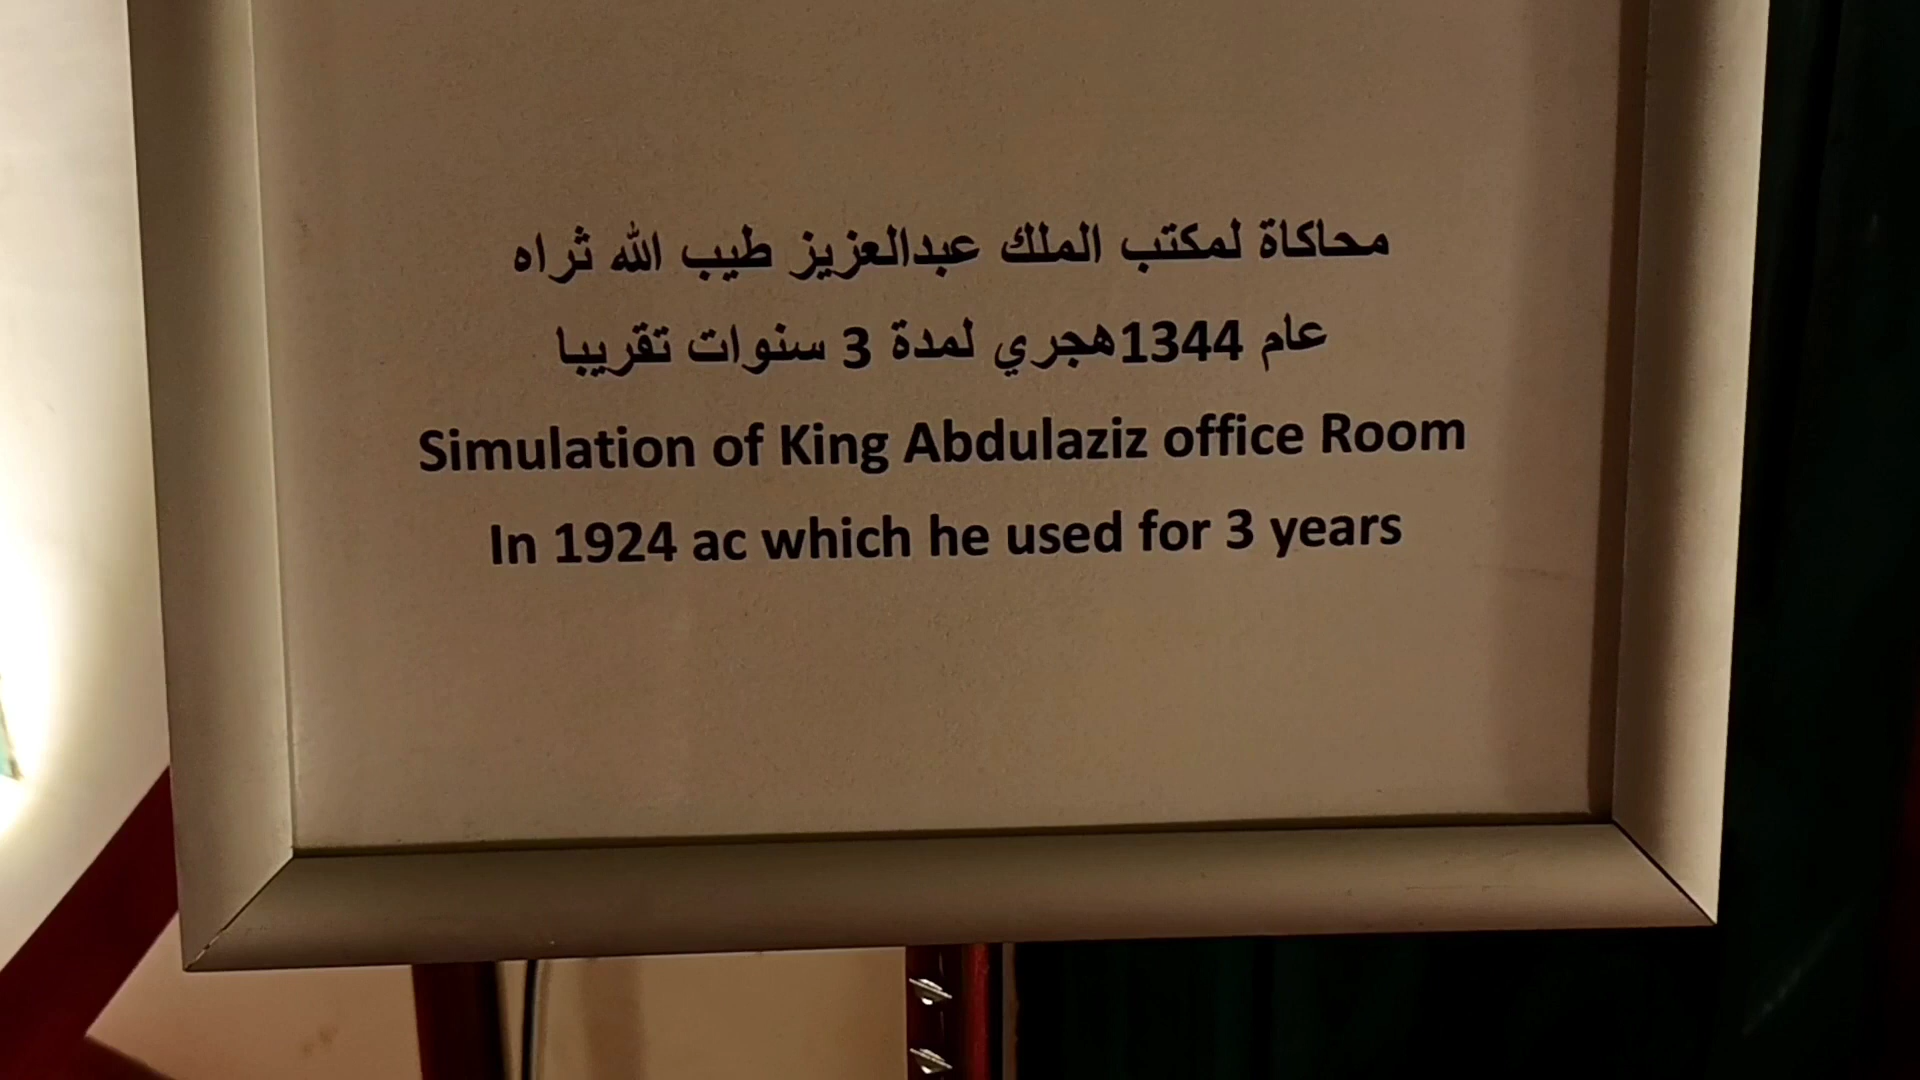 محاكاة لمكتب الملك عبدالعزيز طيب الله ثراه
عام 1344هجري لمدة 3 سنوات تقريبا
Simulation of King Abdulaziz office Room
In 1924 ac which he used for 3 years